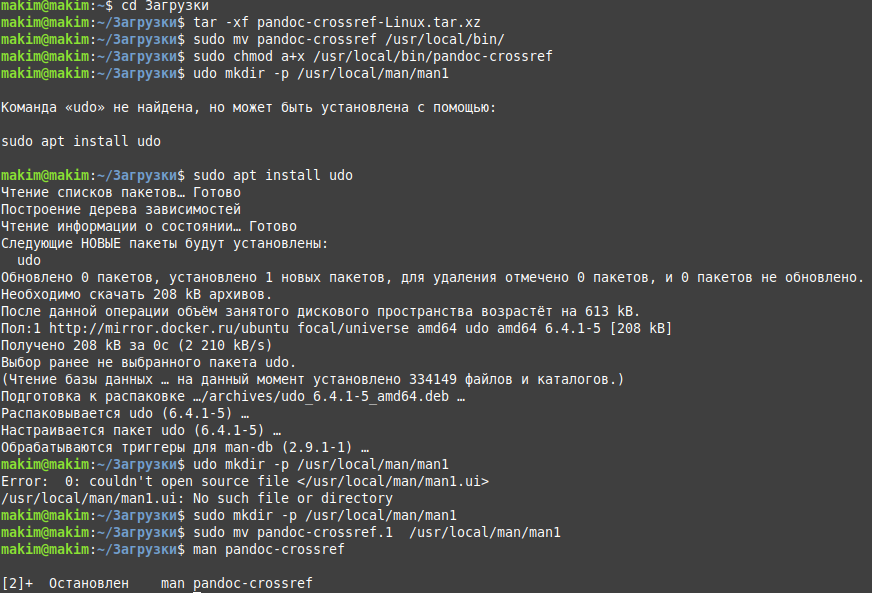 makim@makim:~$ cd Загрузки
makim@makim:~/Загрузки$ tar -xf pandoc-crossref-Linux.tar.xz
makim@makim:~/Загрузки$ sudo mv pandoc-crossref /usr/local/bin/
makim@makim:~/Загрузки$ sudo chmod a+x /usr/local/bin/pandoc-crossref
makim@makim:~/Загрузки$ udo mkdir -p /usr/local/man/man1
Команда «udo» не найдена, но может быть установлена с помощью:
sudo apt install udo
makim@makim:~/Загрузки$ sudo apt install udo
Чтение списков пакетов… Готово
Построение дерева зависимостей
Чтение информации о состоянии… Готово
Следующие НОВЫЕ пакеты будут установлены:
  udo
Обновлено 0 пакетов, установлено 1 новых пакетов, для удаления отмечено 0 пакетов, и 0 пакетов не обновлено.
Необходимо скачать 208 kB архивов.
После данной операции объём занятого дискового пространства возрастёт на 613 kB.
Пол:1 http://mirror.docker.ru/ubuntu focal/universe amd64 udo amd64 6.4.1-5 [208 kB]
Получено 208 kB за 0с (2 210 kB/s)
Выбор ранее не выбранного пакета udo.
(Чтение базы данных … на данный момент установлено 334149 файлов и каталогов.)
Подготовка к распаковке …/archives/udo_6.4.1-5_amd64.deb …
Распаковывается udo (6.4.1-5) …
Настраивается пакет udo (6.4.1-5) …
Обрабатываются триггеры для man-db (2.9.1-1) …
makim@makim:~/Загрузки$ udo mkdir -p /usr/local/man/man1
Error:  0: couldn't open source file </usr/local/man/man1.ui>
/usr/local/man/man1.ui: No such file or directory
makim@makim:~/Загрузки$ sudo mkdir -p /usr/local/man/man1
makim@makim:~/Загрузки$ sudo mv pandoc-crossref.1  /usr/local/man/man1
makim@makim:~/Загрузки$ man pandoc-crossref
[2]+  Остановлен    man pandoc-crossref